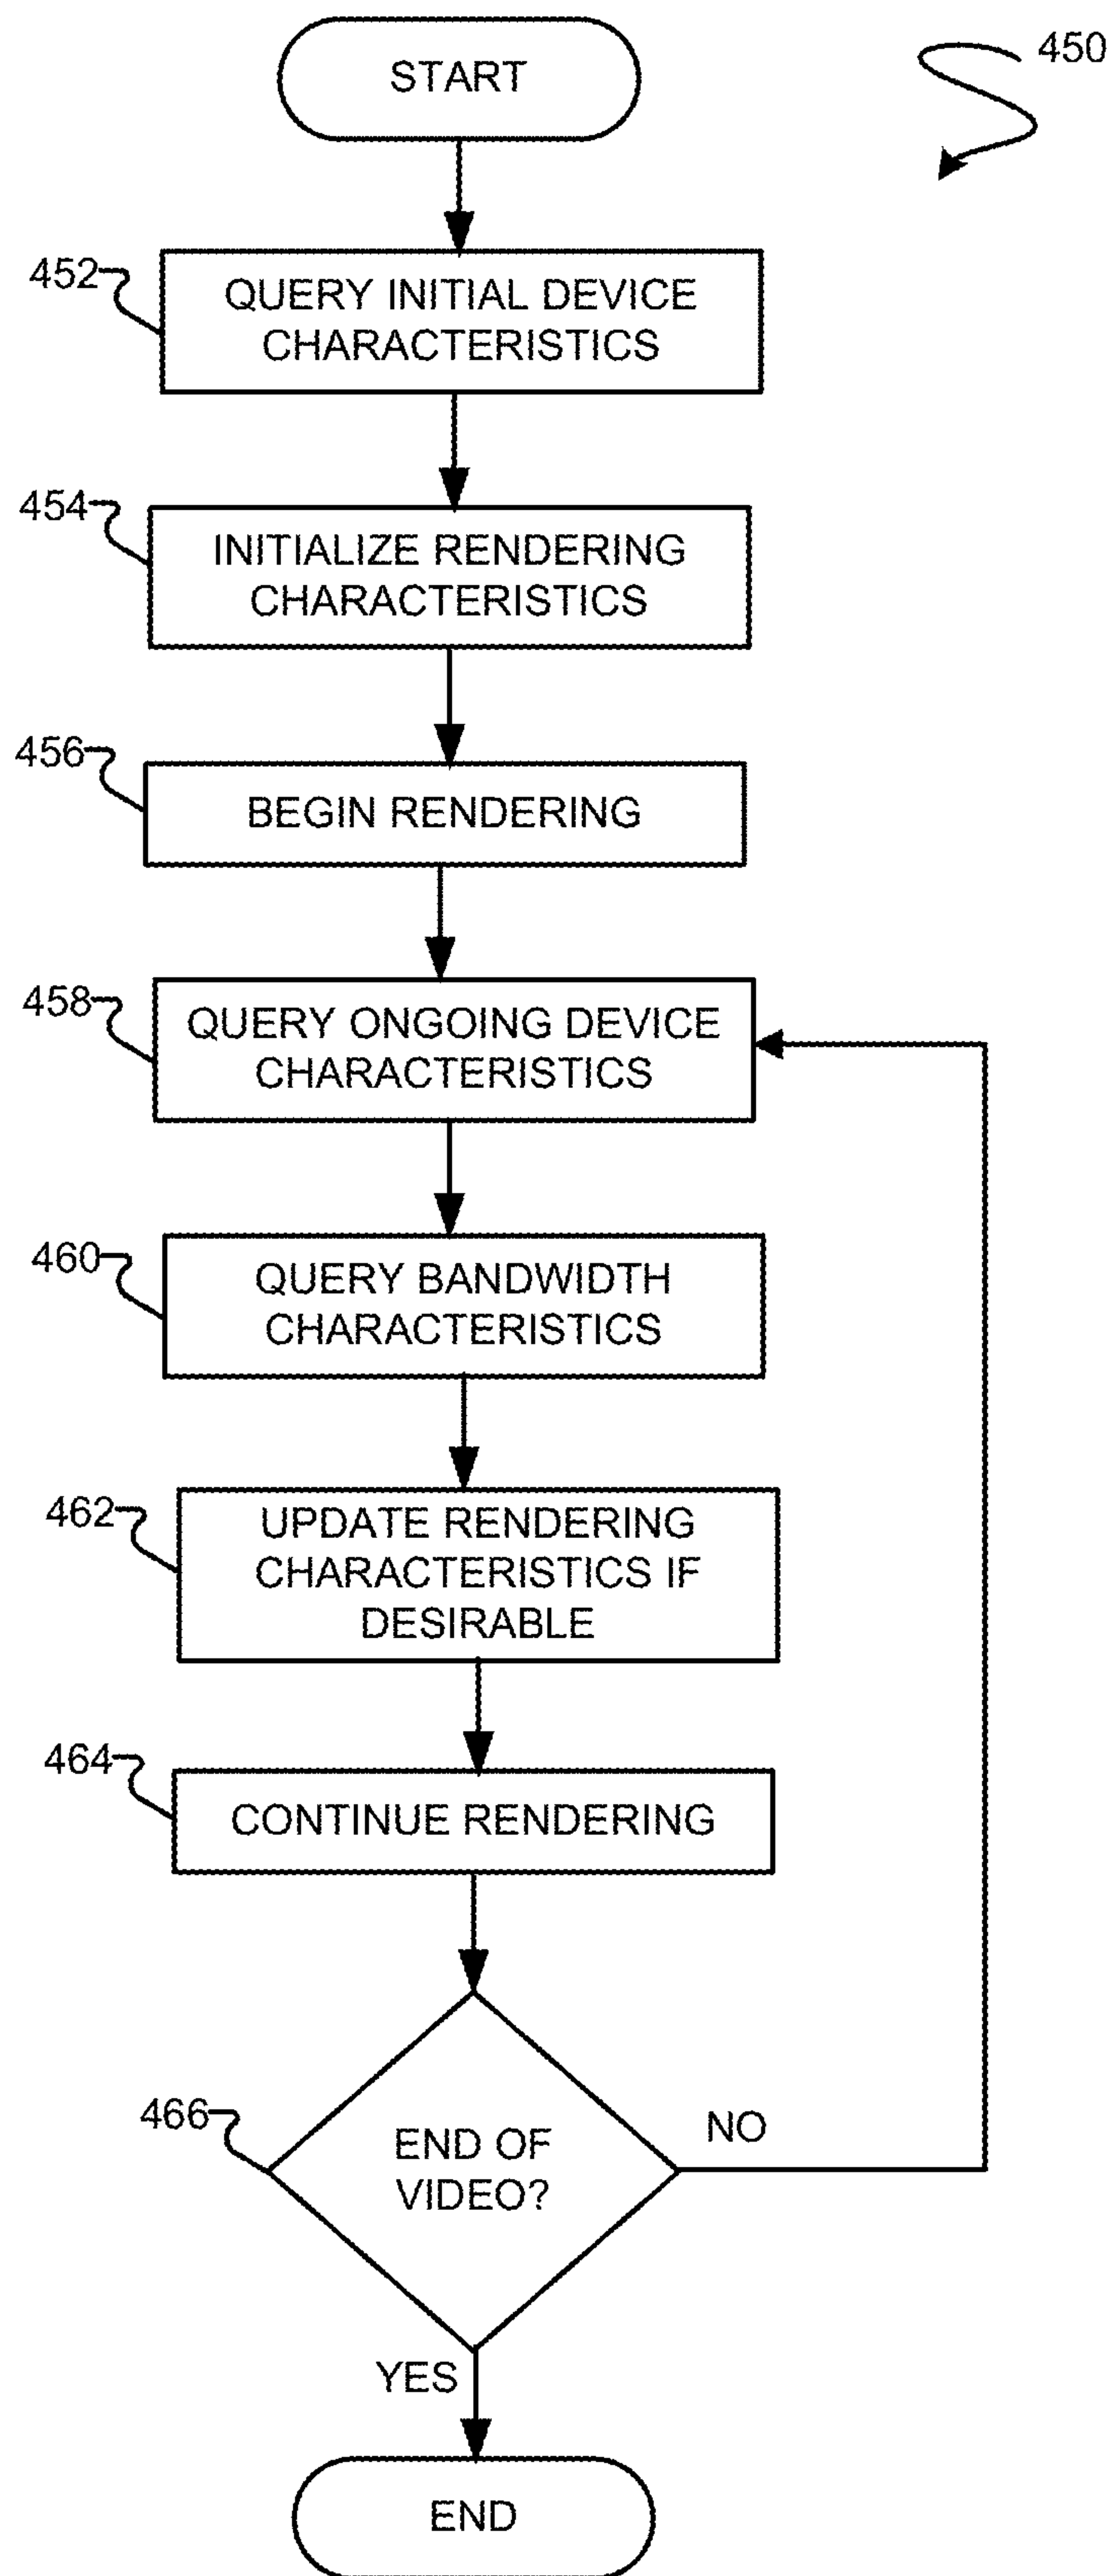 START
450
452
QUERY INITIAL DEVICE
CHARACTERISTICS
454
INITIALIZE RENDERING
CHARACTERISTICS
456
BEGIN RENDERING
458
QUERY ONGOING DEVICE
CHARACTERISTICS
460
QUERY BANDWIDTH
CHARACTERISTICS
462
UPDATE RENDERING
CHARACTERISTICS IF
DESIRABLE
464
CONTINUE RENDERING
466
END OF
VIDEO?
NO
YES
END